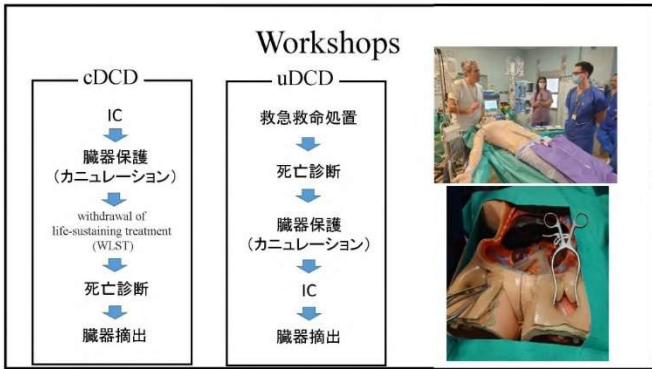 Workshops
cDCD
IC
臓器保護
（カニュレーション）
withdrawal of
life-sustaining treatment
(WLST)
死亡診断
臓器摘出
uDCD
救急救命処置
死亡診断
臓器保護
（カニュレーション）
IC
臓器摘出